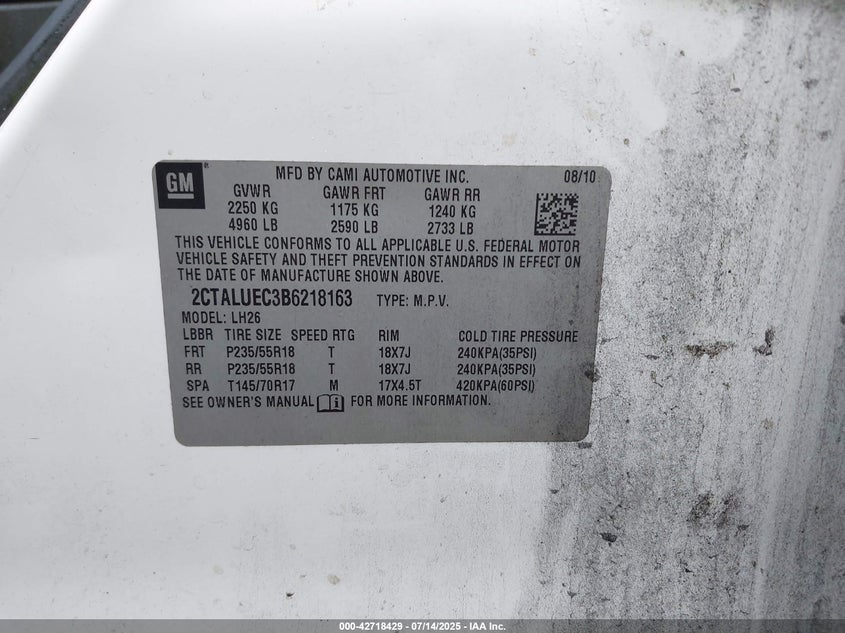 GM ®
MFD BY CAMI AUTOMOTIVE INC. 08/10
GVWR GAWR FRT GAWR RR
2250 KG 1175 KG 1240 KG
4960 LB 2590 LB 2733 LB
THIS VEHICLE CONFORMS TO ALL APPLICABLE U.S. FEDERAL MOTOR
VEHICLE SAFETY AND THEFT PREVENTION STANDARDS IN EFFECT ON
THE DATE OF MANUFACTURE SHOWN ABOVE.
2CTALUEC3B6218163 TYPE: M.P.V.
MODEL: LH26
LBBR TIRE SIZE SPEED RTG RIM COLD TIRE PRESSURE
FRT P235/55R18 T 18X7J 240KPA(35PSI)
RR P235/55R18 T 18X7J 240KPA(35PSI)
SPA T145/70R17 M 17X4.5T 420KPA(60PSI)
SEE OWNER'S MANUAL i FOR MORE INFORMATION.
000-42718429 - 07/14/2025 - IAA Inc.